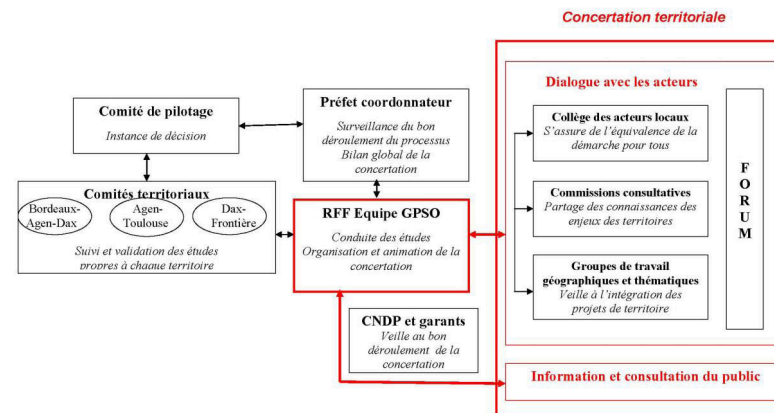 Concertation territoriale
Dialogue avec les acteurs
Comité de pilotage
Instance de décision
Préfet coordonnateur
Surveillance du bon
déroulement du processus
Bilan global de la
concertation
Collège des acteurs locaux
S'assure de l'équivalence de la
démarche pour tous
Comités territoriaux
Bordeaux-
Agen-Dax
Agen-
Toulouse
Dax-
Frontière
Suivi et validation des études
propres à chaque territoire
RFF Equipe GPSO
Conduite des études
Organisation et animation de la
concertation
Commissions consultatives
Partage des connaissances des
enjeux des territoires
Groupes de travail
géographiques et thématiques
Veille à l'intégration des
projets de territoire
F
O
R
U
M
CNDP et garants
Veille au bon
déroulement de la
concertation
Information et consultation du public